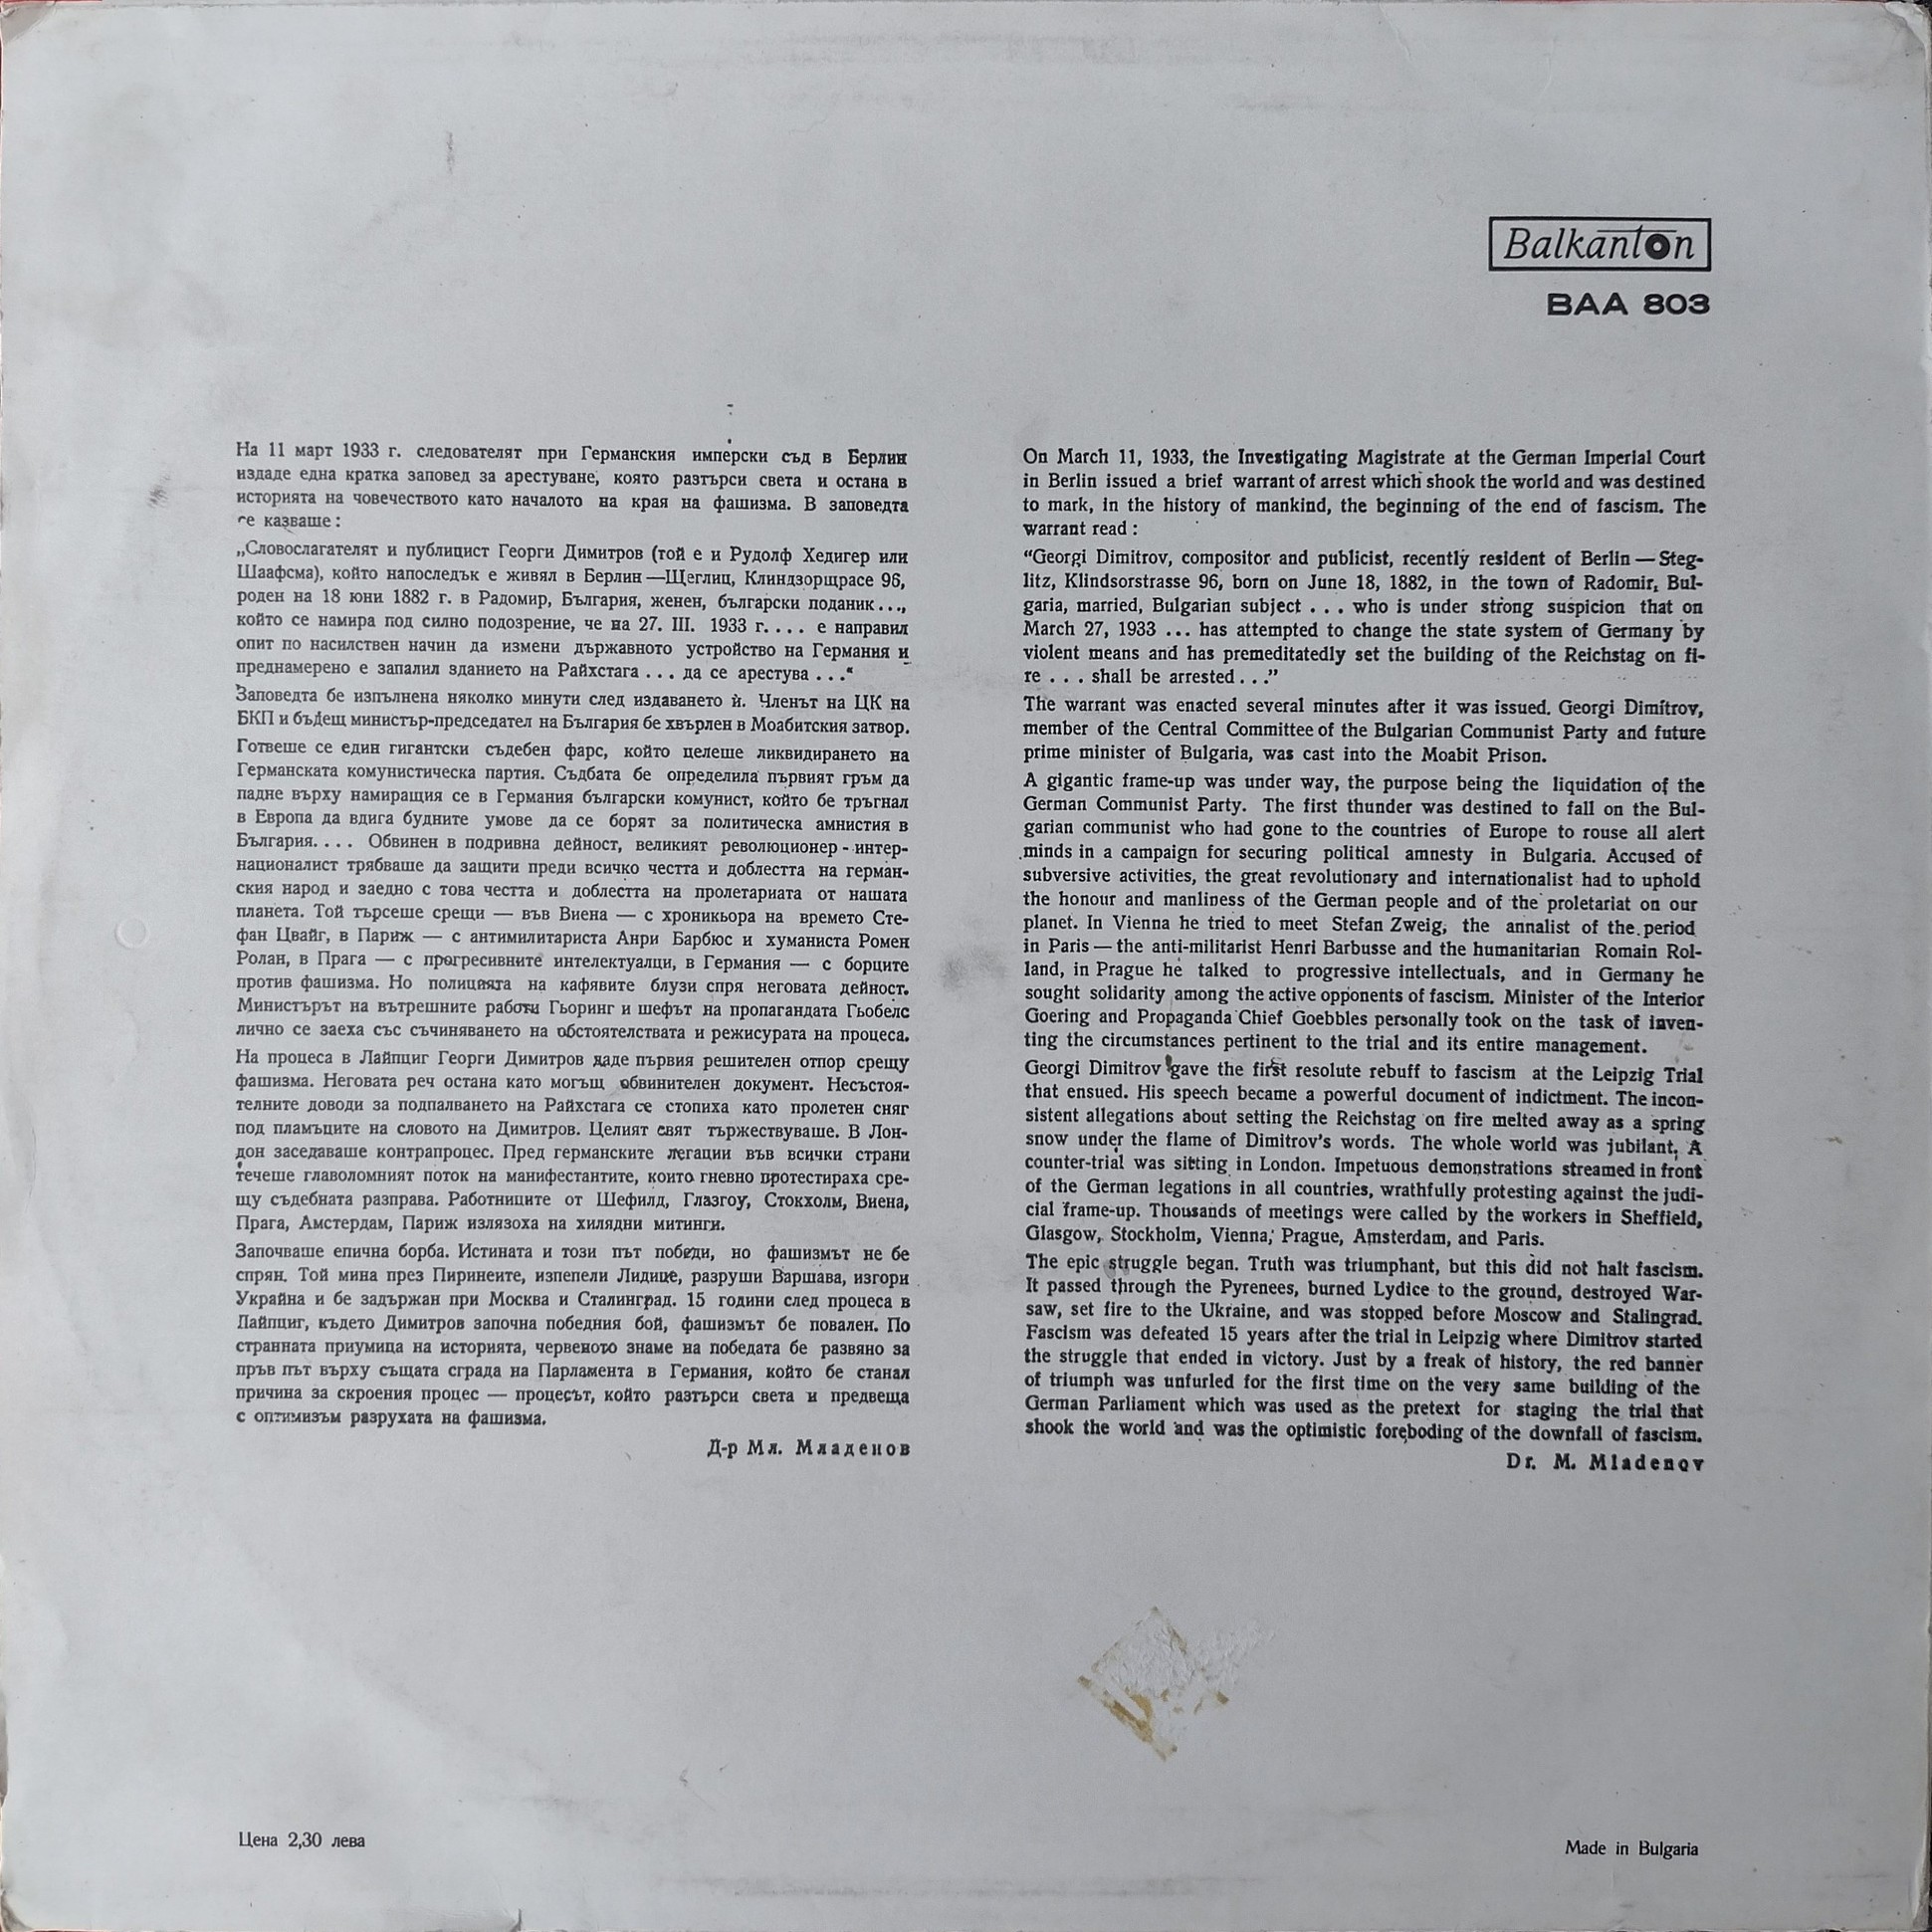 Balkanton
BAA 803
На 11 март 1933 г. следователят при Германския имперски съд в Берлин
издаде една кратка заповед за арестуване, която разтърси света и остана в
историята на човечеството като началото на края на фашизма. В заповедта
се казваше:
„Словослагателят и публицист Георги Димитров (той е и Рудолф Хедигер или
Шаафсма), който напоследък е живял в Берлин—Щеглиц, Клиндзорщрасе 96,
роден на 18 юни 1882 г. в Радомир, България, женен, български поданик...,
който се намира под силно подозрение, че на 27. III. 1933 г.... е направил
опит по насилствен начин да измени държавното устройство на Германия и
преднамерено е запалил зданието на Райхстага... да се арестува..."
Заповедта бе изпълнена няколко минути след издаването ѝ. Членът на ЦК на
БКП и бъдещ министър-председател на България бе хвърлен в Моабитския затвор.
Готвеше се един гигантски съдебен фарс, който целеше ликвидирането на
Германската комунистическа партия. Съдбата бе определила първият гръм да
падне върху намиращия се в Германия български комунист, който бе тръгнал
в Европа да вдига будните умове да се борят за политическа амнистия в
България.... Обвинен в подривна дейност, великият революционер-интер-
националист трябваше да защити преди всичко честта и доблестта на герман-
ския народ и заедно с това честта и доблестта на пролетариата от нашата
планета. Той търсеше срещи — във Виена — с хроникьора на времето Сте-
фан Цвайг, в Париж — с антимилитариста Анри Барбюс и хуманиста Ромен
Ролан, в Прага — с прогресивните интелектуалци, в Германия — с борците
против фашизма. Но полицията на кафявите блузи спря неговата дейност.
Министърът на вътрешните работи Гьоринг и шефът на пропагандата Гьобелс
лично се заеха със съчиняването на обстоятелствата и режисурата на процеса.
На процеса в Лайпциг Георги Димитров даде първия решителен отпор срещу
фашизма. Неговата реч остана като могъщ обвинителен документ. Несъстоя-
телните доводи за подпалването на Райхстага се стопиха като пролетен сняг
под пламъците на словото на Димитров. Целият свят тържествуваше. В Лон-
дон заседаваше контрапроцес. Пред германските легации във всички страни
течеше главоломният поток на манифестантите, които гневно протестираха сре-
щу съдебната разправа. Работниците от Шефилд, Глазгоу, Стокхолм, Виена,
Прага, Амстердам, Париж излязоха на хилядни митинги.
Започваше епична борба. Истината и този път победи, но фашизмът не бе
спрян. Той мина през Пиринеите, изпепели Лидице, разруши Варшава, изгори
Украйна и бе задържан при Москва и Сталинград. 15 години след процеса в
Лайпциг, където Димитров започна победния бой, фашизмът бе повален. По
странната приумица на историята, червеното знаме на победата бе развяно за
пръв път върху същата сграда на Парламента в Германия, който бе станал
причина за скроения процес — процесът, който разтърси света и предвеща
с оптимизъм разрухата на фашизма.
Д-р Мл. Младенов
On March 11, 1933, the Investigating Magistrate at the German Imperial Court
in Berlin issued a brief warrant of arrest which shook the world and was destined
to mark, in the history of mankind, the beginning of the end of fascism. The
warrant read:
“Georgi Dimitrov, compositor and publicist, recently resident of Berlin — Steg-
litz, Klindsorstrasse 96, born on June 18, 1882, in the town of Radomir, Bul-
garia, married, Bulgarian subject ... who is under strong suspicion that on
March 27, 1933 ... has attempted to change the state system of Germany by
violent means and has premeditatedly set the building of the Reichstag on fi-
re ... shall be arrested...”
The warrant was enacted several minutes after it was issued. Georgi Dimitrov,
member of the Central Committee of the Bulgarian Communist Party and future
prime minister of Bulgaria, was cast into the Moabit Prison.
A gigantic frame-up was under way, the purpose being the liquidation of the
German Communist Party. The first thunder was destined to fall on the Bul-
garian communist who had gone to the countries of Europe to rouse all alert
minds in a campaign for securing political amnesty in Bulgaria. Accused of
subversive activities, the great revolutionary and internationalist had to uphold
the honour and manliness of the German people and of the proletariat on our
planet. In Vienna he tried to meet Stefan Zweig, the annalist of the period
in Paris — the anti-militarist Henri Barbusse and the humanitarian Romain Rol-
land, in Prague he talked to progressive intellectuals, and in Germany he
sought solidarity among the active opponents of fascism. Minister of the Interior
Goering and Propaganda Chief Goebbles personally took on the task of inven-
ting the circumstances pertinent to the trial and its entire management.
Georgi Dimitrov gave the first resolute rebuff to fascism at the Leipzig Trial
that ensued. His speech became a powerful document of indictment. The incon-
sistent allegations about setting the Reichstag on fire melted away as a spring
snow under the flame of Dimitrov's words. The whole world was jubilant. A
counter-trial was sitting in London. Impetuous demonstrations streamed in front
of the German legations in all countries, wrathfully protesting against the judi-
cial frame-up. Thousands of meetings were called by the workers in Sheffield,
Glasgow, Stockholm, Vienna, Prague, Amsterdam, and Paris.
The epic struggle began. Truth was triumphant, but this did not halt fascism.
It passed through the Pyrenees, burned Lydice to the ground, destroyed War-
saw, set fire to the Ukraine, and was stopped before Moscow and Stalingrad.
Fascism was defeated 15 years after the trial in Leipzig where Dimitrov started
the struggle that ended in victory. Just by a freak of history, the red banner
of triumph was unfurled for the first time on the very same building of the
German Parliament which was used as the pretext for staging the trial that
shook the world and was the optimistic foreboding of the downfall of fascism.
Dr. M. Mladenov
Цена 2,30 лева
Made in Bulgaria